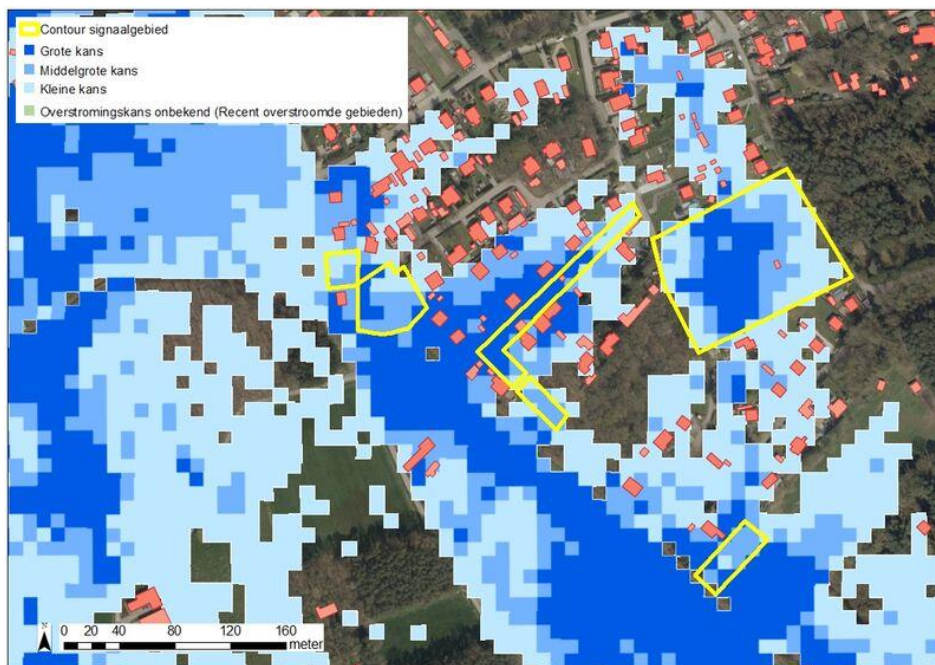 Contour signaalgebied
Grote kans
Middelgrote kans
Kleine kans
Overstromingskans onbekend (Recent overstroomde gebieden)
N
0 20 40 80 120 160
meter